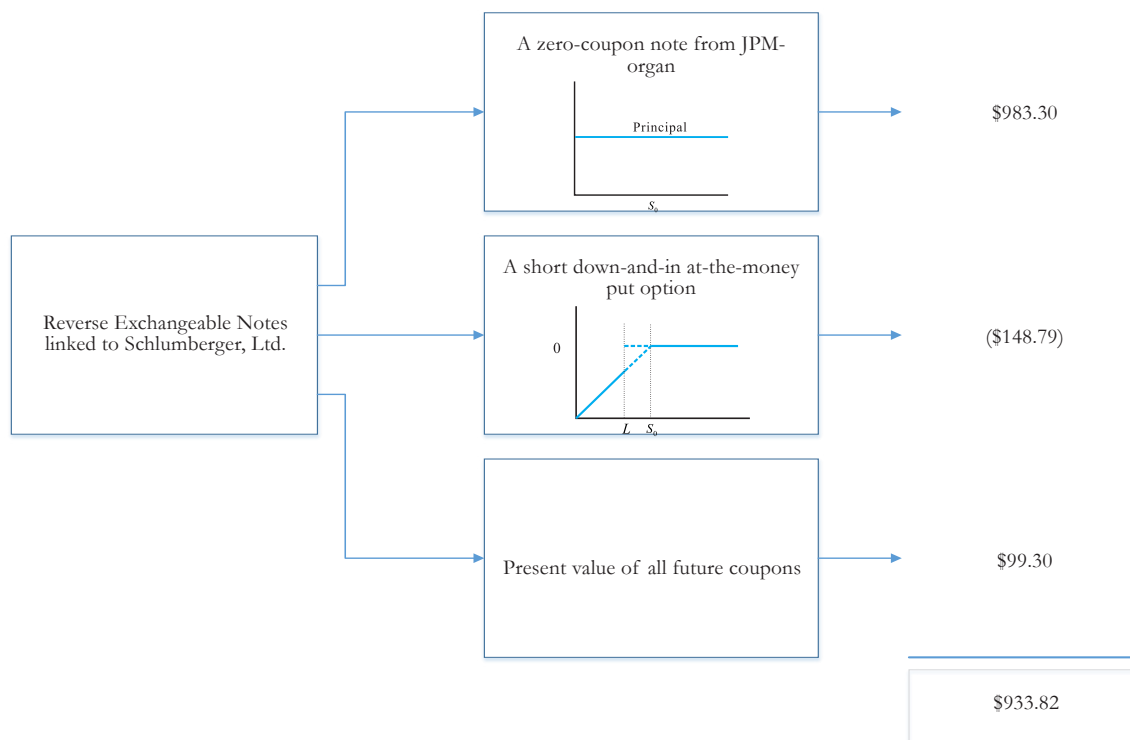 A zero-coupon note from JPM-
organ
Principal
S₀
$983.30
Reverse Exchangeable Notes
linked to Schlumberger, Ltd.
A short down-and-in at-the-money
put option
0
L S₀
($148.79)
Present value of all future coupons
$99.30
$933.82